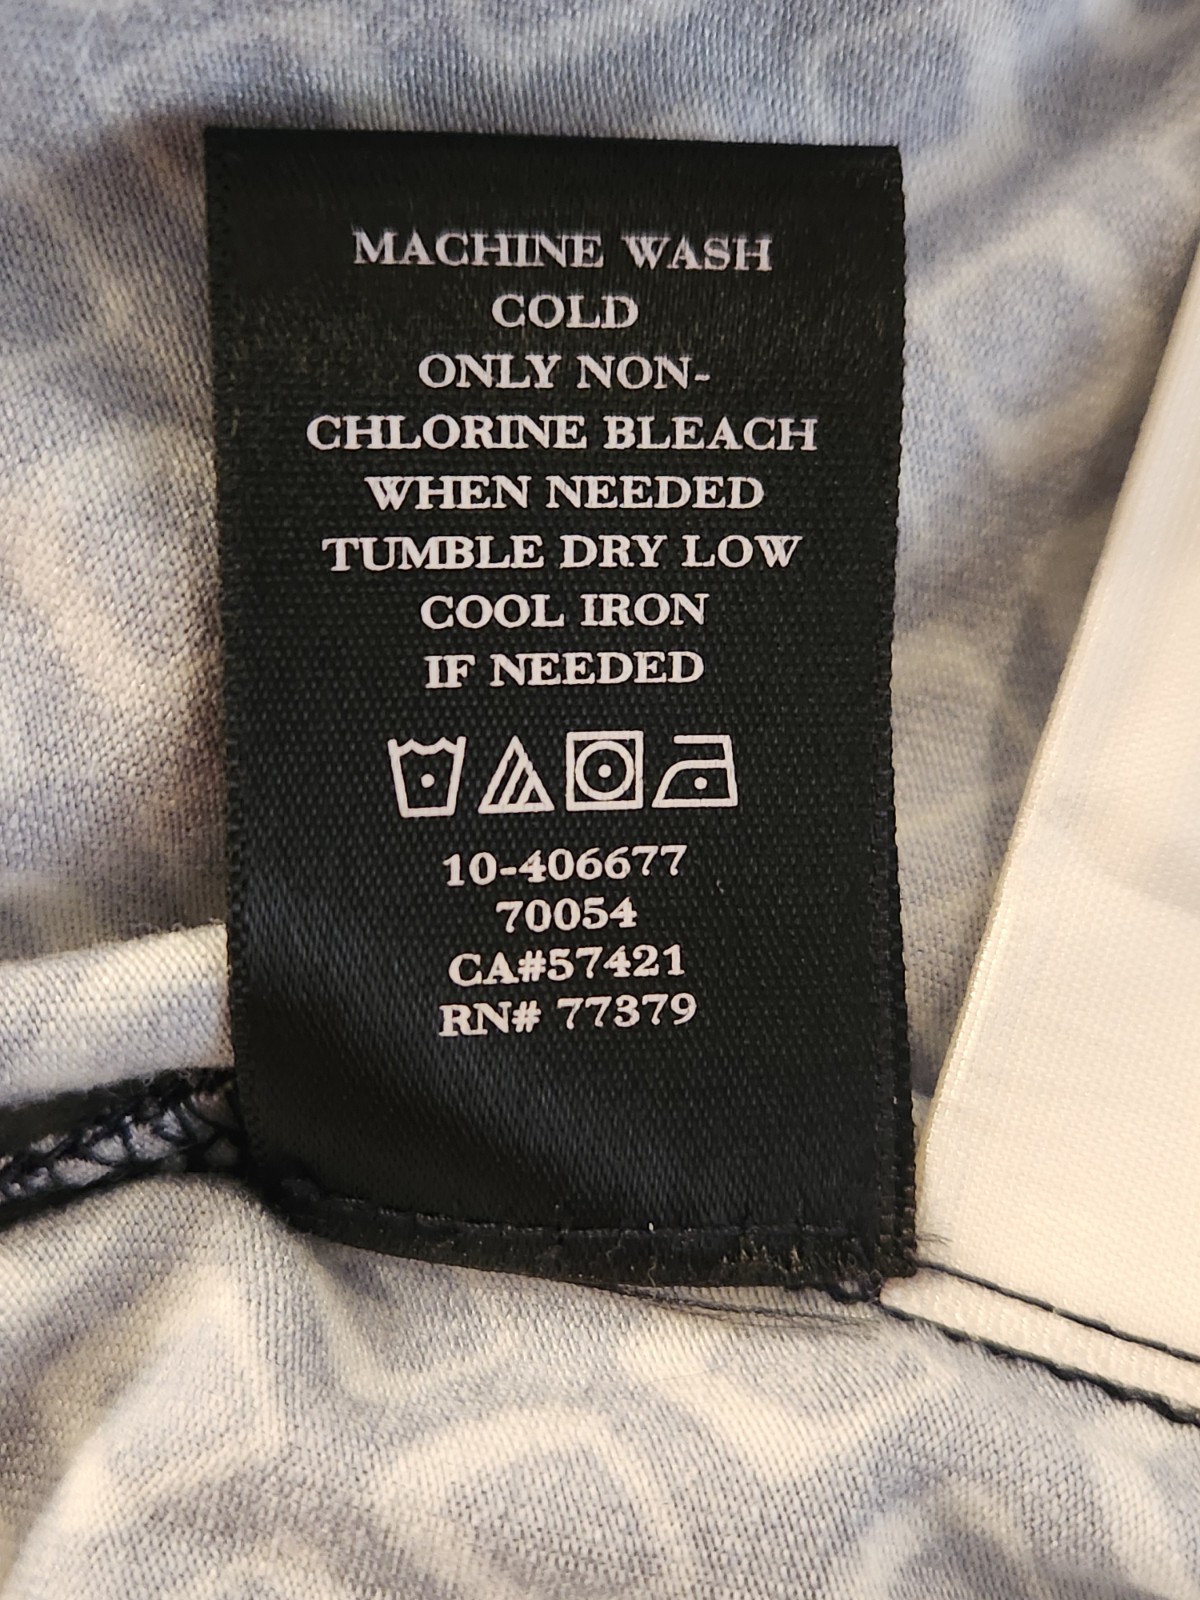 MACHINE WASH
COLD
ONLY NON-
CHLORINE BLEACH
WHEN NEEDED
TUMBLE DRY LOW
COOL IRON
IF NEEDED
10-406677
70054
CA#57421
RN# 77379